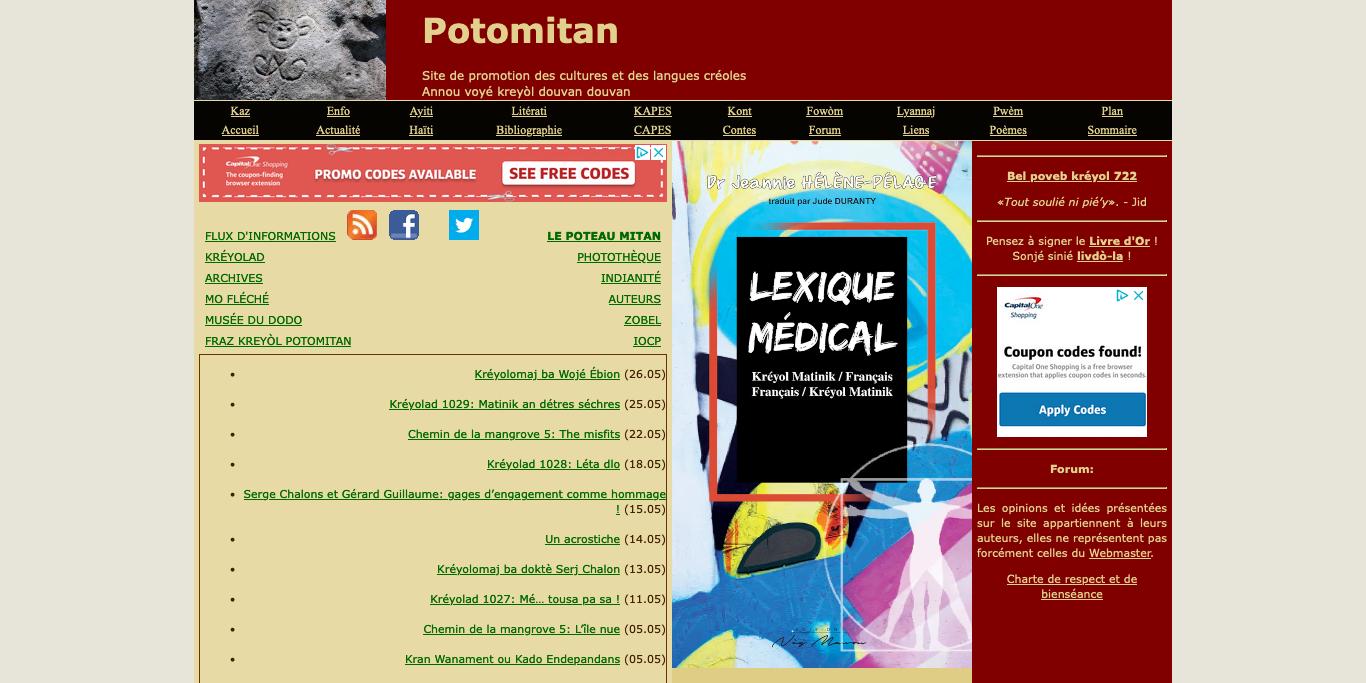 Potomitan
Site de promotion des cultures et des langues créoles
Annou voyé kreyòl douvan douvan
Kaz Enfo Ayiti Litérati KAPES Kont Fowòm Lyannaj Pwèm Plan
Accueil Actualité Haïti Bibliographie CAPES Contes Forum Liens Poèmes Sommaire
Capital One Shopping
The coupon-finding
browser extension
PROMO CODES AVAILABLE
SEE FREE CODES
FLUX D'INFORMATIONS
LE POTEAU MITAN
KRÉYOLAD
PHOTOTHÈQUE
ARCHIVES
INDIANITÉ
MO FLÉCHÉ
AUTEURS
MUSÉE DU DODO
ZOBEL
FRAZ KREYÒL POTOMITAN
IOCP
Kréyolomaj ba Wojé Ébion (26.05)
Kréyolad 1029: Matinik an détres séchres (25.05)
Chemin de la mangrove 5: The misfits (22.05)
Kréyolad 1028: Léta dlo (18.05)
Serge Chalons et Gérard Guillaume: gages d’engagement comme hommage
! (15.05)
Un acrostiche (14.05)
Kréyolomaj ba doktè Serj Chalon (13.05)
Kréyolad 1027: Mé… tousa pa sa ! (11.05)
Chemin de la mangrove 5: L’île nue (05.05)
Kran Wanament ou Kado Endepandans (05.05)
Dr Jeannie HÉLÈNE-PÉLAGE
traduit par Jude DURANTY
LEXIQUE
MÉDICAL
Kréyol Matinik / Français
Français / Kréyol Matinik
Bel poveb kréyol 722
«Tout soulié ni pié’y». - Jid
Pensez à signer le Livre d'Or !
Sonjé sinié livdò-la !
Capital One
Shopping
Coupon codes found!
Capital One Shopping is a free browser
extension that applies coupon codes in seconds.
Apply Codes
Forum:
Les opinions et idées présentées
sur le site appartiennent à leurs
auteurs, elles ne représentent pas
forcément celles du Webmaster.
Charte de respect et de
bienséance